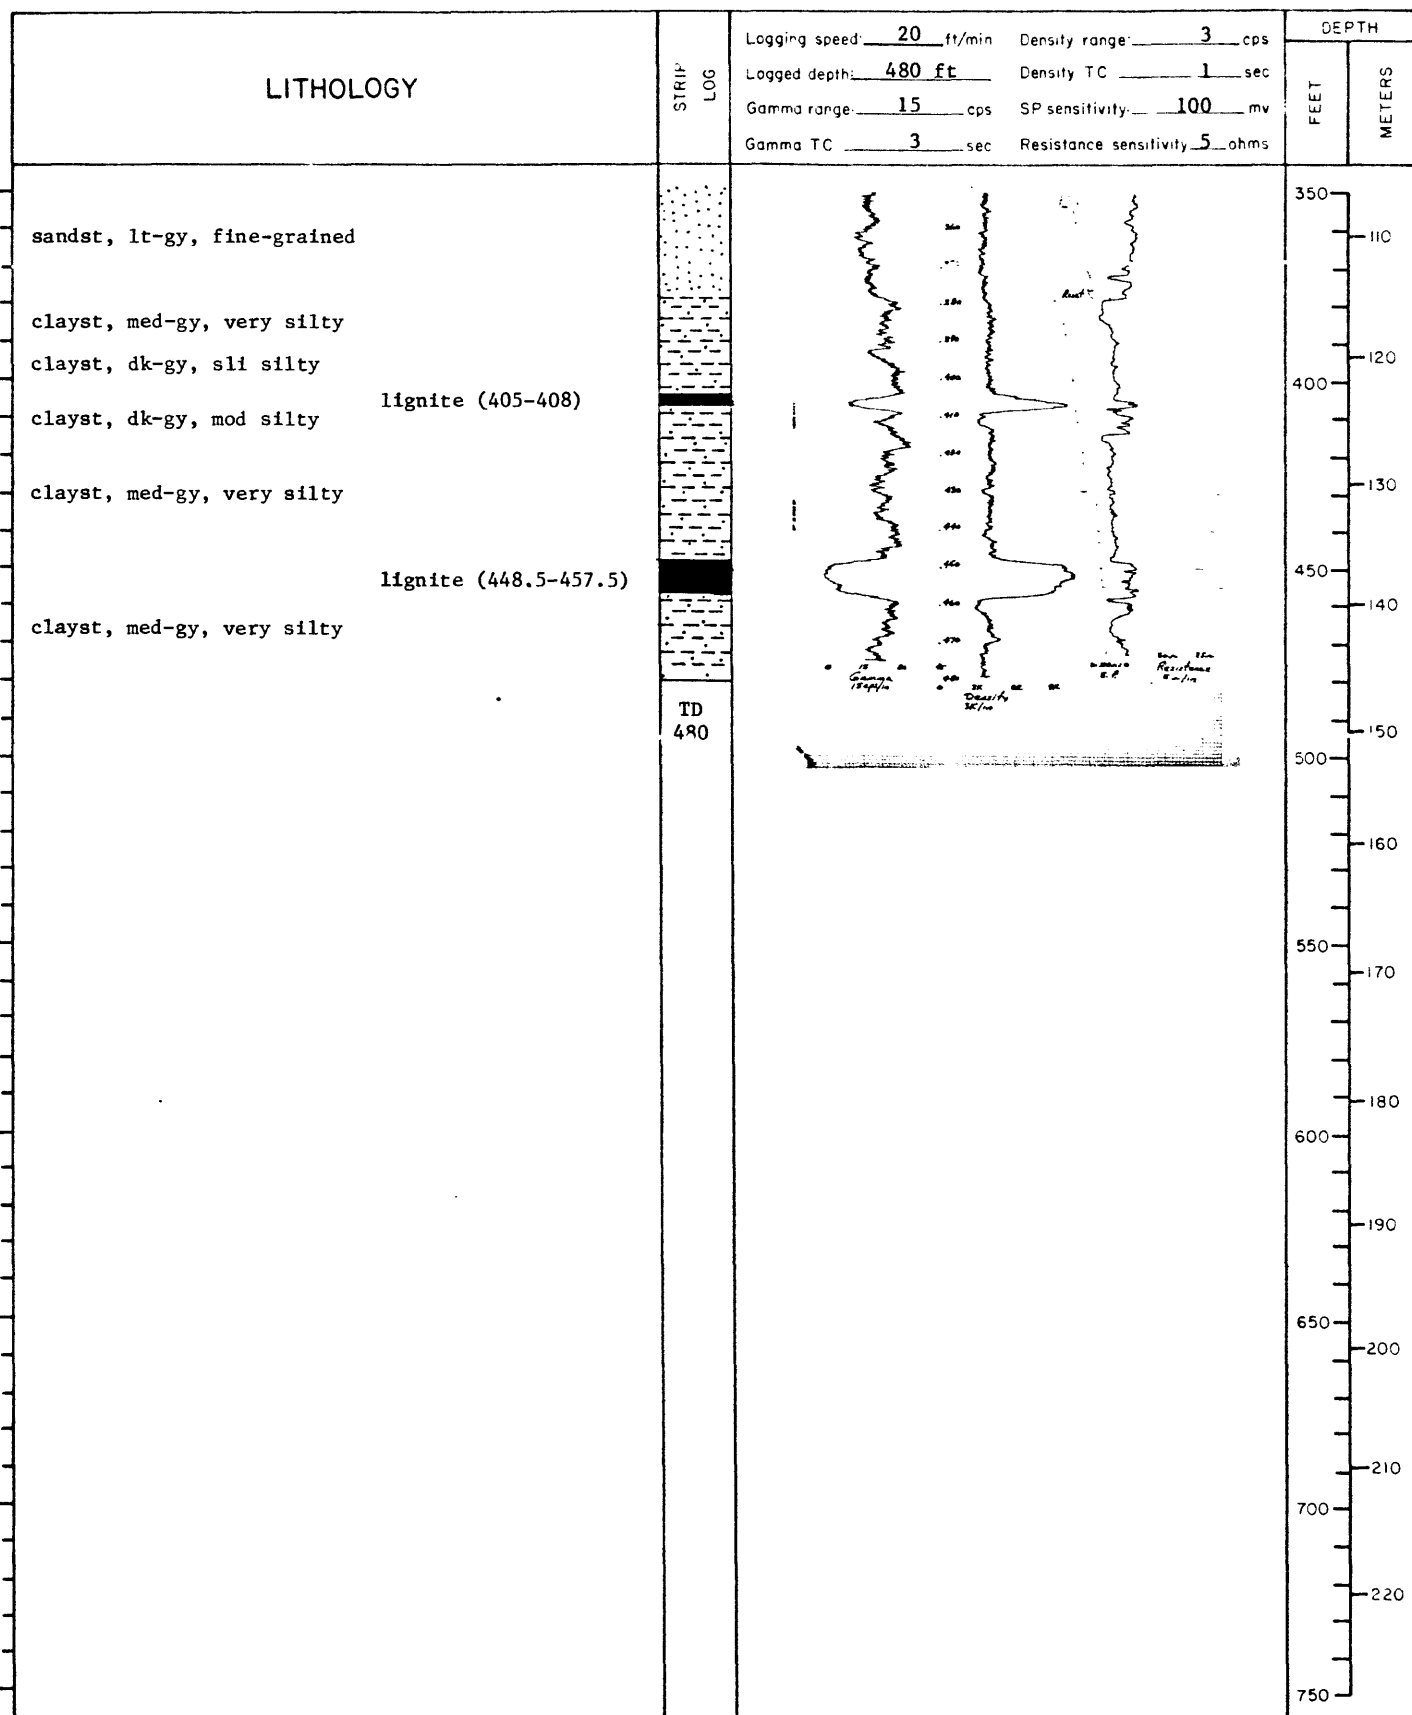 LITHOLOGY
STRIP LOG
Logging speed: 20 ft/min Density range: 3 cps
Logged depth: 480 ft Density TC 1 sec
Gamma range: 15 cps SP sensitivity 100 mv
Gamma TC 3 sec Resistance sensitivity 5 ohms
DEPTH
FEET
METERS
350
sandst, lt-gy, fine-grained
110
clayst, med-gy, very silty
120
clayst, dk-gy, sli silty
400
lignite (405-408)
clayst, dk-gy, mod silty
130
clayst, med-gy, very silty
450
lignite (448.5-457.5)
140
clayst, med-gy, very silty
Gamma
Density
Resistance
TD
480
150
500
160
550
170
180
600
190
650
200
210
700
220
750